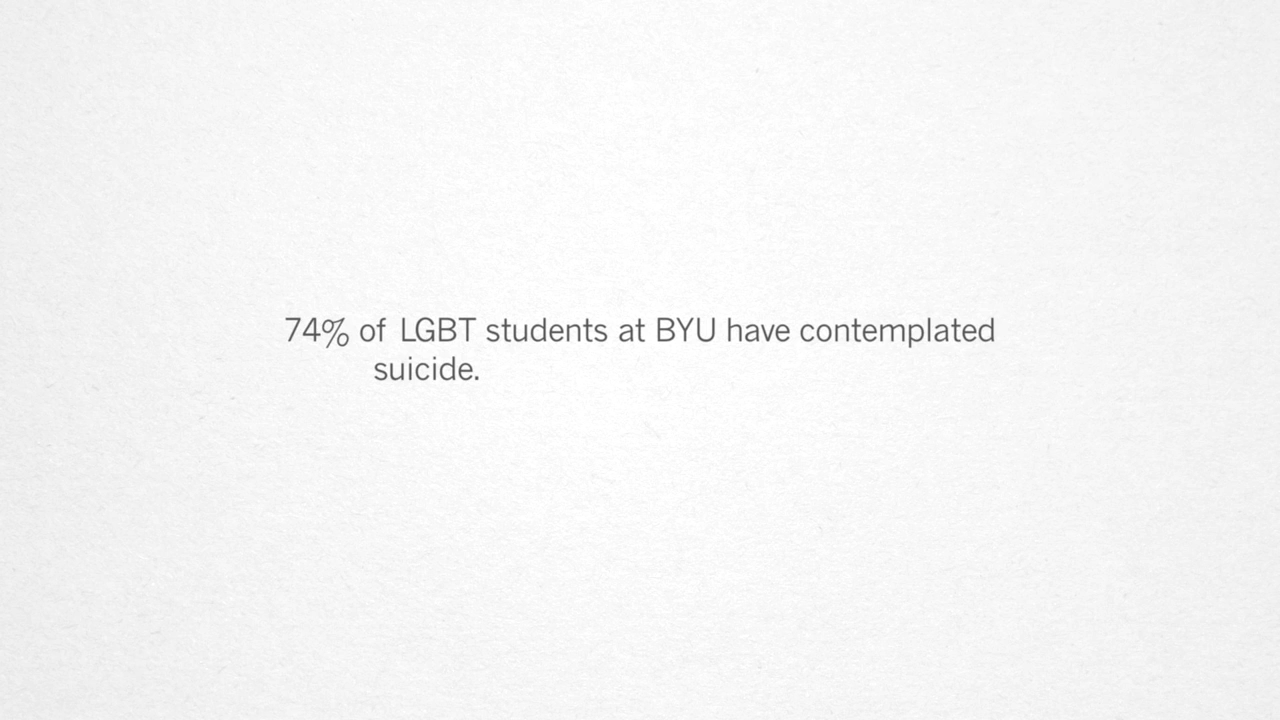 74% of LGBT students at BYU have contemplated
suicide.